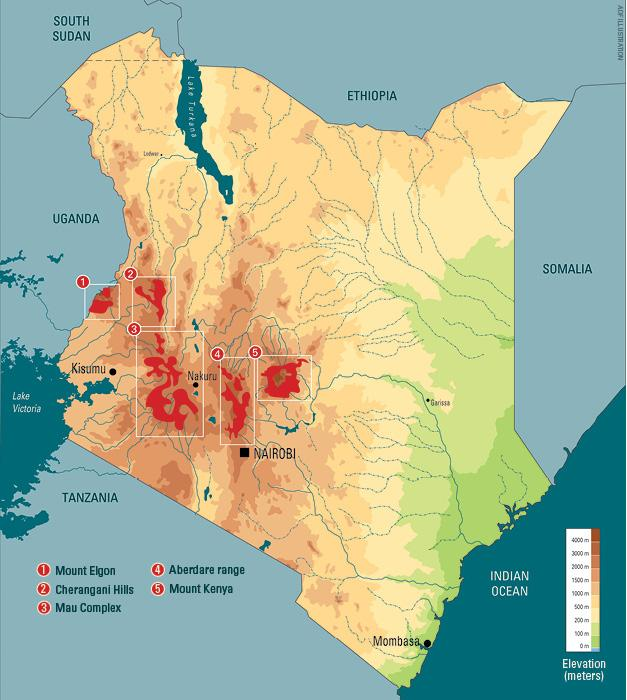 SOUTH
SUDAN
ADF ILLUSTRATION
ETHIOPIA
Lake Turkana
Lodwar
UGANDA
SOMALIA
1
2
3
4
5
Kisumu
Nakuru
Garissa
Lake
Victoria
NAIROBI
TANZANIA
1 Mount Elgon
2 Cherangani Hills
3 Mau Complex
4 Aberdare range
5 Mount Kenya
INDIAN
OCEAN
Mombasa
4000 m
3000 m
2000 m
1500 m
1000 m
500 m
200 m
100 m
0 m
Elevation
(meters)